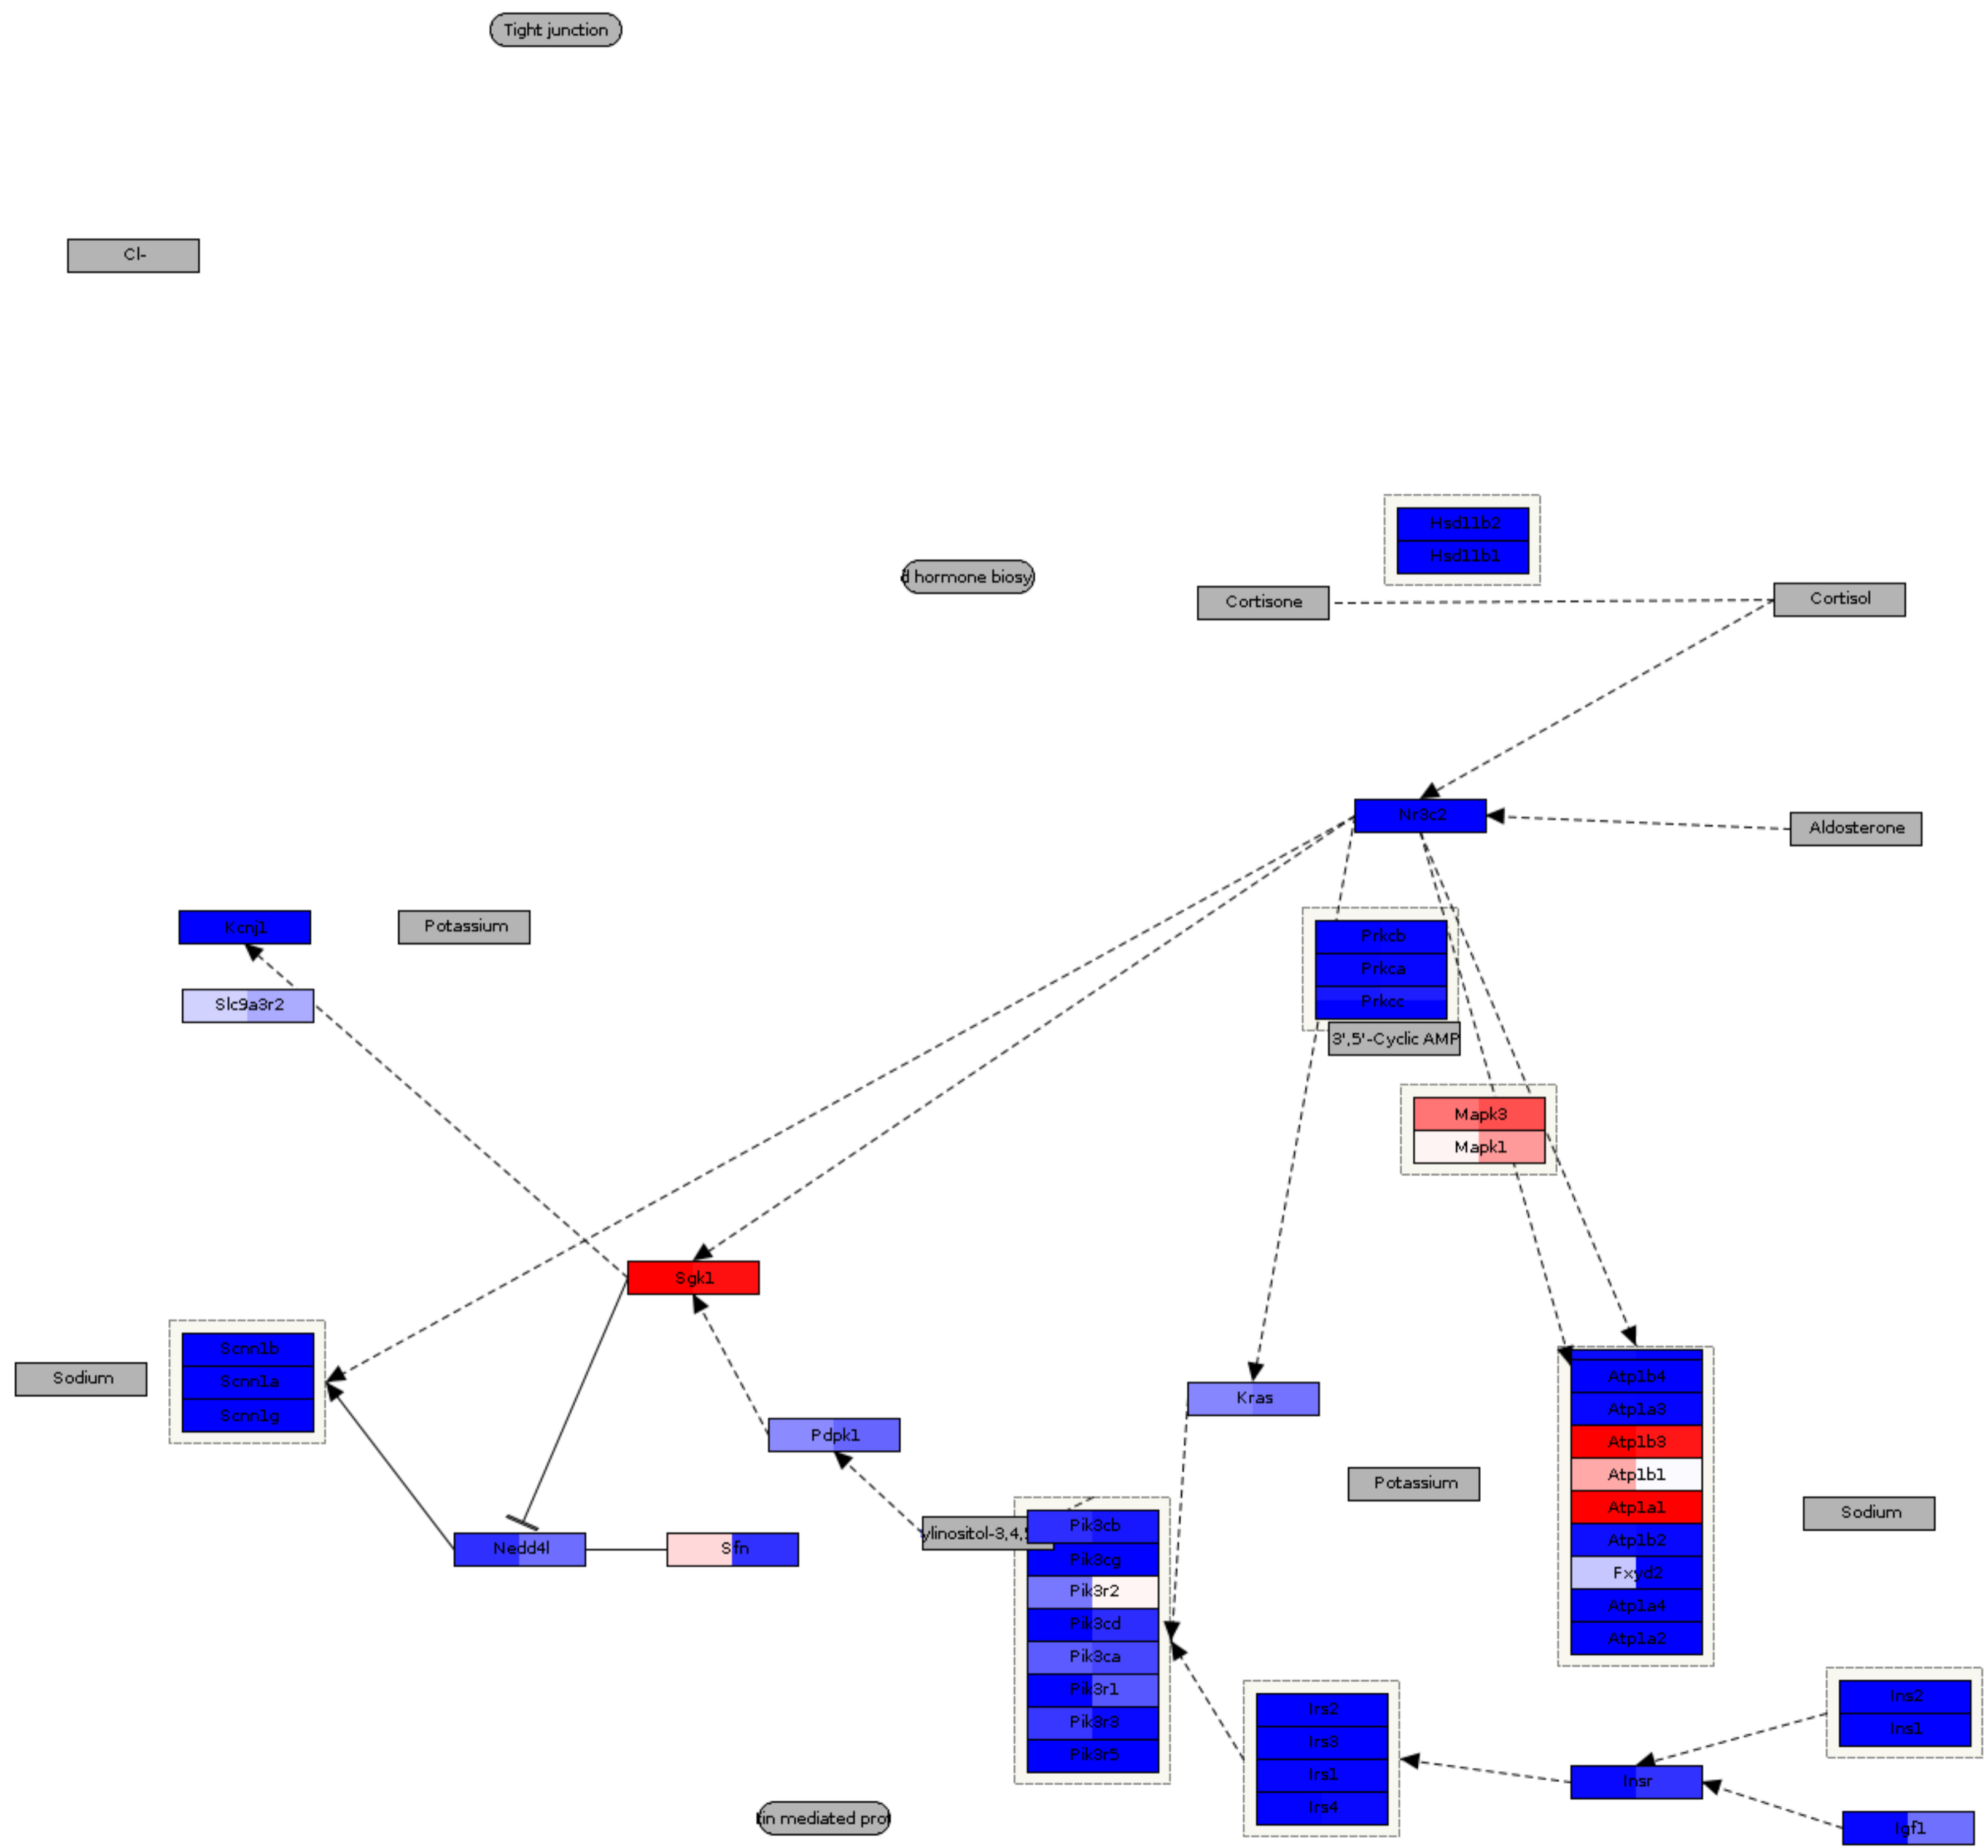 Tight junction
Cl-
Hsd11b2
Hsd11b1
d hormone biosy
Cortisone
Cortisol
Nr3c2
Aldosterone
Kcnj1
Potassium
Prkcb
Prkca
Slc9a3r2
Prkcc
3',5'-Cyclic AMP
Mapk3
Mapk1
Sgk1
Scnn1b
Sodium
Scnn1a
Scnn1g
Kras
Pdpk1
Atp1b4
Atp1a3
Atp1b3
Atp1b1
Atp1a1
Atp1b2
Fxyd2
Atp1a4
Atp1a2
Potassium
Sodium
Nedd4l
Sfn
ylinositol-3,4,5
Pik3cb
Pik3cg
Pik3r2
Pik3cd
Pik3ca
Pik3r1
Pik3r3
Pik3r5
Irs2
Irs3
Irs1
Irs4
Ins2
Ins1
Insr
Igf1
tin mediated prot